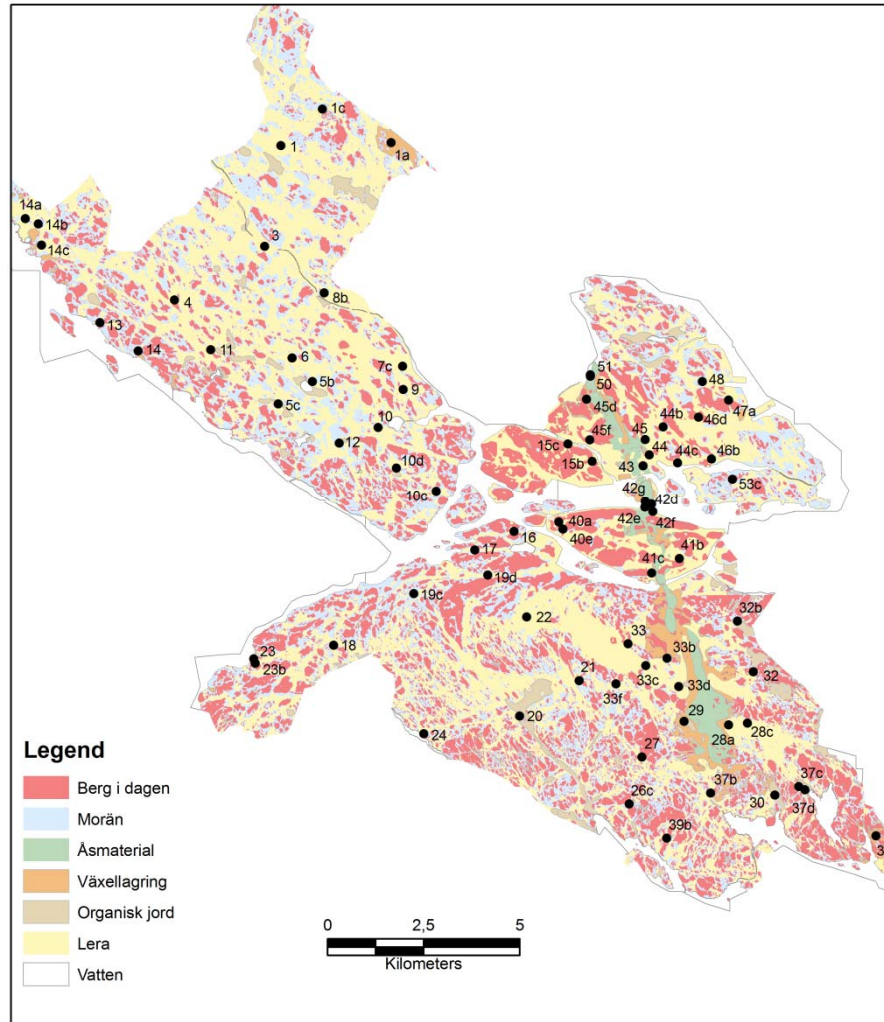 1c
1
1a
14a
14b
14c
3
8b
4
13
14
11
6
5b
5c
7c
9
10
12
10d
10c
51
50
45d
48
47a
46d
44b
45f
45
15c
44
15b
43
44c
46b
53c
42g
42d
42e
42f
40a
40e
16
17
41b
41c
19d
19c
22
32b
33
18
33b
23
23b
33c
32
21
33f
33d
20
29
24
28a
28c
27
37c
37b
30
37d
26c
39b
3
Legend
Berg i dagen
Morän
Åsmaterial
Växellagring
Organisk jord
Lera
Vatten
0 2,5 5
Kilometers